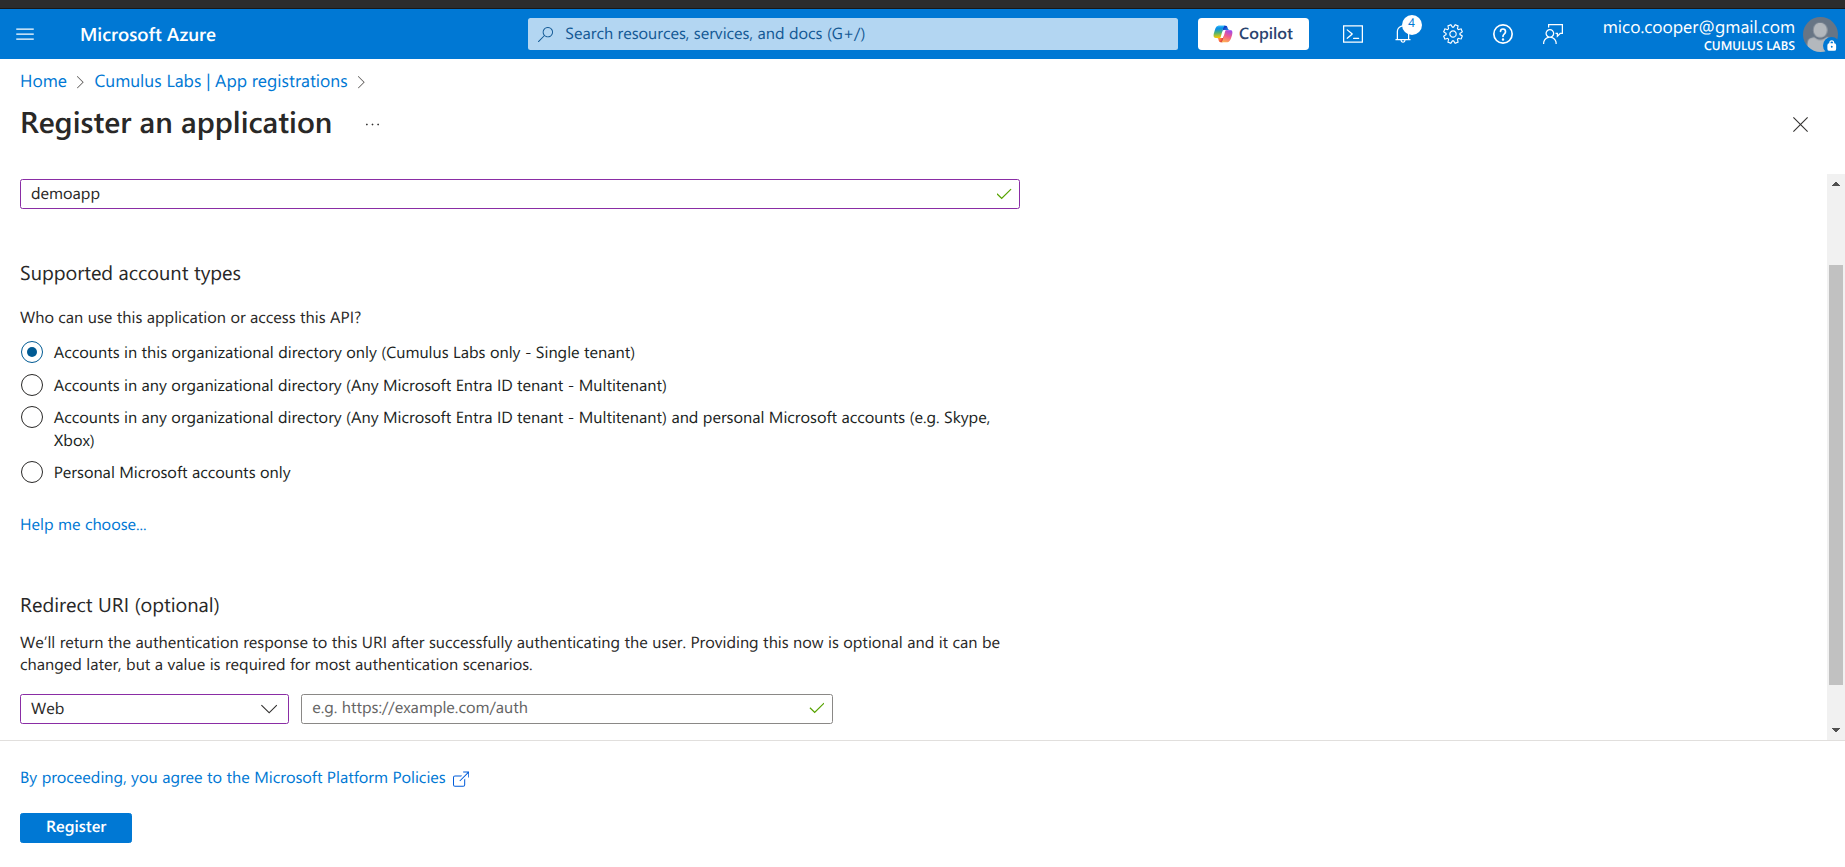 Microsoft Azure
Search resources, services, and docs (G+/)
Copilot
4
mico.cooper@gmail.com
CUMULUS LABS
Home > Cumulus Labs | App registrations >
Register an application ...
demoapp
Supported account types
Who can use this application or access this API?
Accounts in this organizational directory only (Cumulus Labs only - Single tenant)
Accounts in any organizational directory (Any Microsoft Entra ID tenant - Multitenant)
Accounts in any organizational directory (Any Microsoft Entra ID tenant - Multitenant) and personal Microsoft accounts (e.g. Skype,
Xbox)
Personal Microsoft accounts only
Help me choose...
Redirect URI (optional)
We'll return the authentication response to this URI after successfully authenticating the user. Providing this now is optional and it can be
changed later, but a value is required for most authentication scenarios.
Web
e.g. https://example.com/auth
By proceeding, you agree to the Microsoft Platform Policies
Register